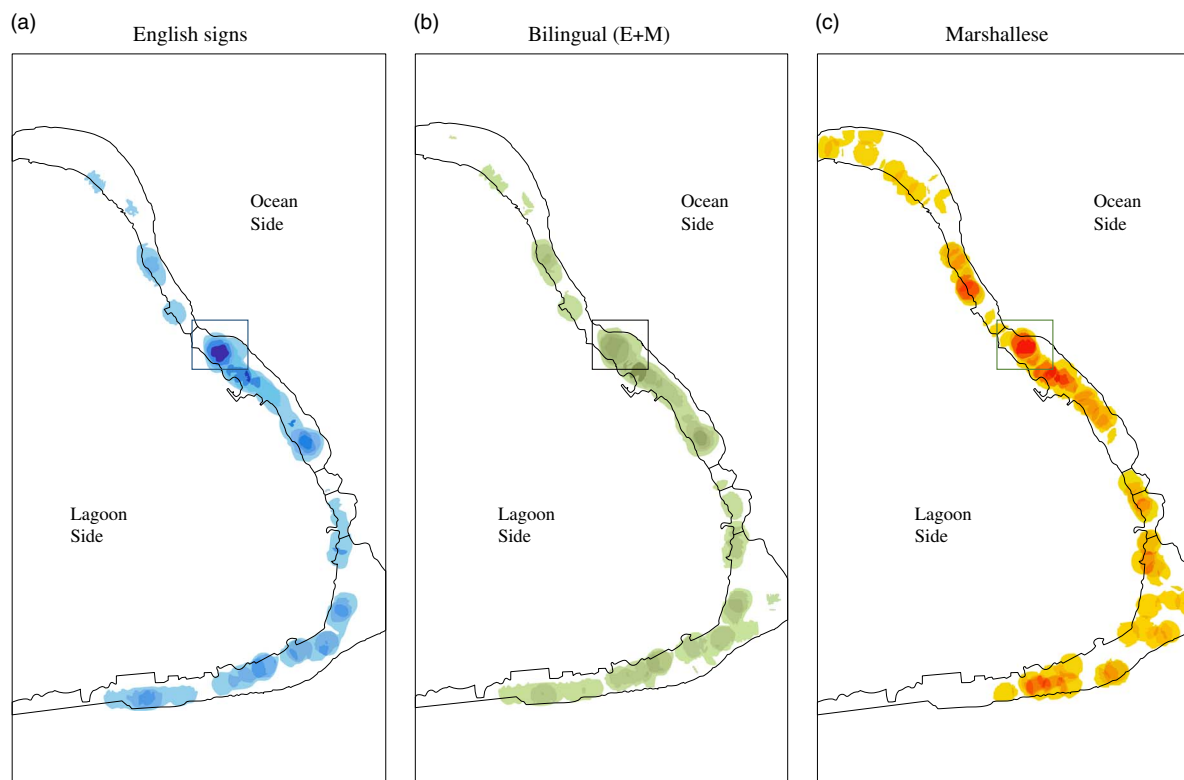 (a)
English signs
Ocean
Side
Lagoon
Side
(b)
Bilingual (E+M)
Ocean
Side
Lagoon
Side
(c)
Marshallese
Ocean
Side
Lagoon
Side